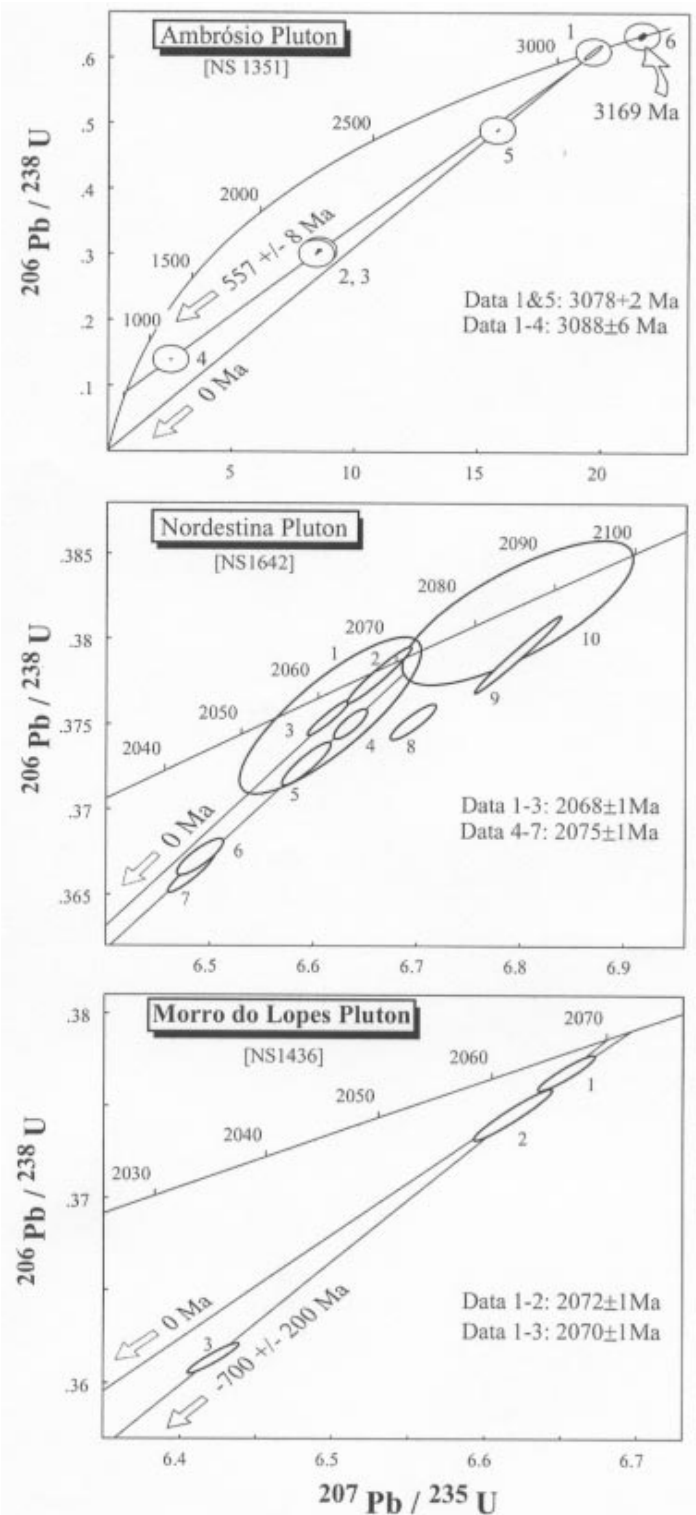 Ambrósio Pluton
[NS 1351]
206 Pb / 238 U
.6
.5
.4
.3
.2
.1
5
10
15
20
1000
1500
2000
2500
3000
1
6
3169 Ma
5
2, 3
4
557 +/- 8 Ma
0 Ma
Data 1&5: 3078+2 Ma
Data 1-4: 3088±6 Ma
Nordestina Pluton
[NS1642]
206 Pb / 238 U
.385
.38
.375
.37
.365
6.5
6.6
6.7
6.8
6.9
2040
2050
2060
2070
2080
2090
2100
1
2
3
4
5
6
7
8
9
10
0 Ma
Data 1-3: 2068±1Ma
Data 4-7: 2075±1Ma
Morro do Lopes Pluton
[NS1436]
206 Pb / 238 U
.38
.37
.36
6.4
6.5
6.6
6.7
2030
2040
2050
2060
2070
1
2
3
0 Ma
-700 +/- 200 Ma
Data 1-2: 2072±1Ma
Data 1-3: 2070±1Ma
207 Pb / 235 U